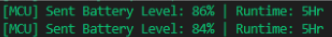 [MCU] Sent Battery Level: 86% | Runtime: 5Hr
[MCU] Sent Battery Level: 84% | Runtime: 5Hr